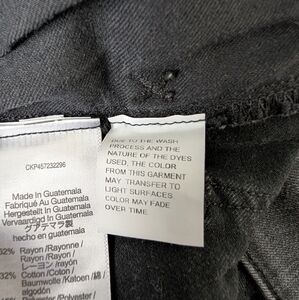 CKP457232296
Made in Guatemala
Fabriqué Au Guatemala
Hergestellt in Guatemala
Vervaardigd In Guatemala
グアテマラ製
hecho en guatemala
Rayon/Rayonne/
レーヨン/rayón
32% Cotton/Coton/
Baumwolle/Katoen/綿/
algodón
DUE TO THE WASH
PROCESS AND THE
NATURE OF THE DYES
USED, THE COLOR
FROM THIS GARMENT
MAY TRANSFER TO
LIGHT SURFACES
COLOR MAY FADE
OVER TIME